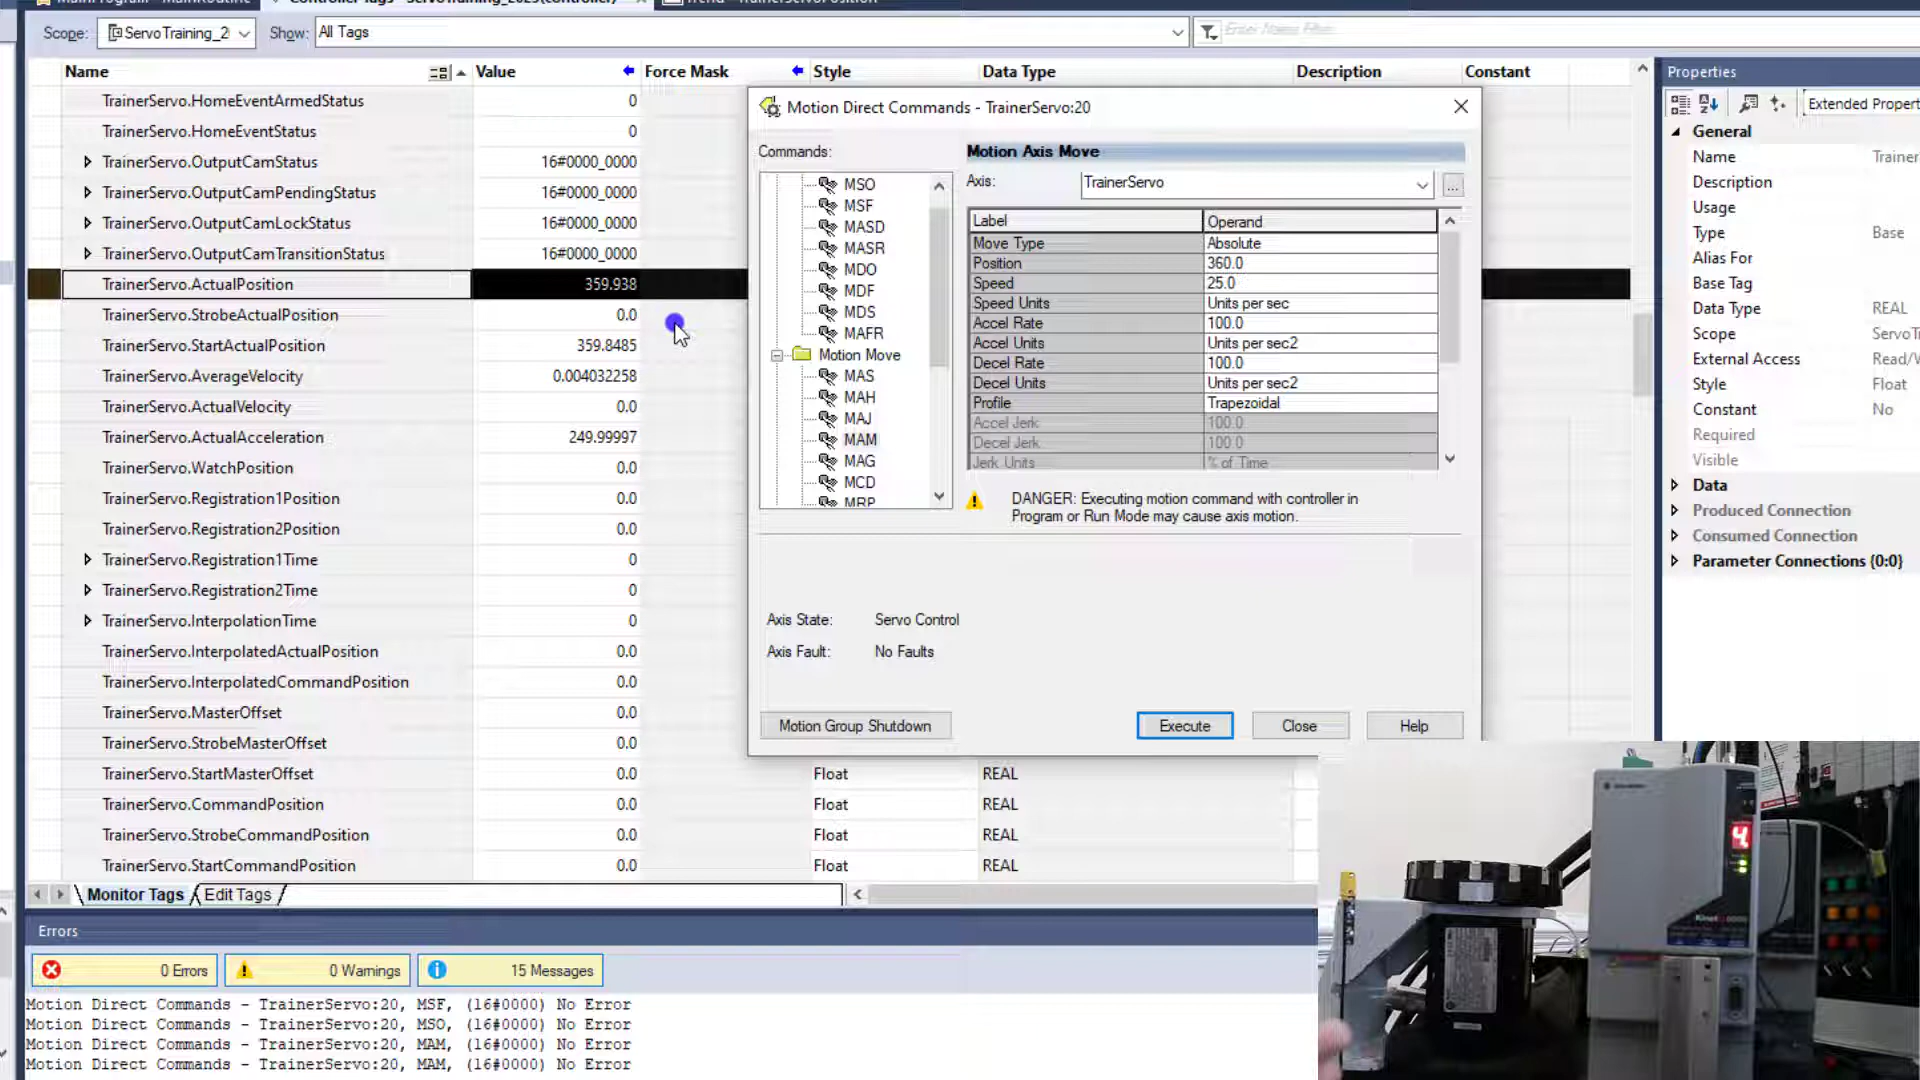 Scope: ServoTraining_2 Show: All Tags Enter Name Filter...
Name Value Force Mask Style Data Type Description Constant
TrainerServo.HomeEventArmedStatus 0
TrainerServo.HomeEventStatus 0
TrainerServo.OutputCamStatus 16#0000_0000
TrainerServo.OutputCamPendingStatus 16#0000_0000
TrainerServo.OutputCamLockStatus 16#0000_0000
TrainerServo.OutputCamTransitionStatus 16#0000_0000
TrainerServo.ActualPosition 359.938
TrainerServo.StrobeActualPosition 0.0
TrainerServo.StartActualPosition 359.8485
TrainerServo.AverageVelocity 0.004032258
TrainerServo.ActualVelocity 0.0
TrainerServo.ActualAcceleration 249.99997
TrainerServo.WatchPosition 0.0
TrainerServo.Registration1Position 0.0
TrainerServo.Registration2Position 0.0
TrainerServo.Registration1Time 0
TrainerServo.Registration2Time 0
TrainerServo.InterpolationTime 0
TrainerServo.InterpolatedActualPosition 0.0
TrainerServo.InterpolatedCommandPosition 0.0
TrainerServo.MasterOffset 0.0
TrainerServo.StrobeMasterOffset 0.0
TrainerServo.StartMasterOffset 0.0 Float REAL
TrainerServo.CommandPosition 0.0 Float REAL
TrainerServo.StrobeCommandPosition 0.0 Float REAL
TrainerServo.StartCommandPosition 0.0 Float REAL
Monitor Tags Edit Tags
Motion Direct Commands - TrainerServo:20
Commands:
MSO
MSF
MASD
MASR
MDO
MDF
MDS
MAFR
Motion Move
MAS
MAH
MAJ
MAM
MAG
MCD
MRP
Motion Axis Move
Axis: TrainerServo ...
Label Operand
Move Type Absolute
Position 360.0
Speed 25.0
Speed Units Units per sec
Accel Rate 100.0
Accel Units Units per sec2
Decel Rate 100.0
Decel Units Units per sec2
Profile Trapezoidal
Accel Jerk 100.0
Decel Jerk 100.0
Jerk Units % of Time
DANGER: Executing motion command with controller in
Program or Run Mode may cause axis motion.
Axis State: Servo Control
Axis Fault: No Faults
Motion Group Shutdown Execute Close Help
Properties
Extended Propert
General
Name Trainer
Description
Usage
Type Base
Alias For
Base Tag
Data Type REAL
Scope ServoT
External Access Read/W
Style Float
Constant No
Required
Visible
Data
Produced Connection
Consumed Connection
Parameter Connections {0:0}
Errors
0 Errors 0 Warnings 15 Messages
Motion Direct Commands - TrainerServo:20, MSF, (16#0000) No Error
Motion Direct Commands - TrainerServo:20, MSO, (16#0000) No Error
Motion Direct Commands - TrainerServo:20, MAM, (16#0000) No Error
Motion Direct Commands - TrainerServo:20, MAM, (16#0000) No Error
4